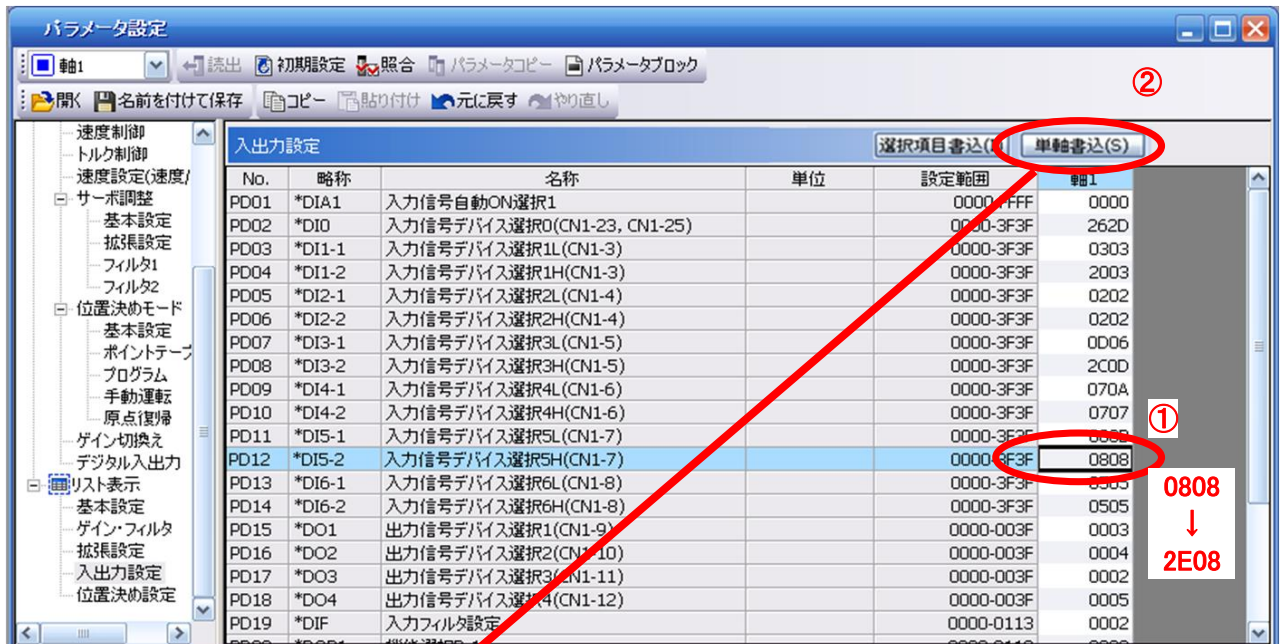 パラメータ設定
軸1 読出 初期設定 照合 パラメータコピー パラメータブロック
開く 名前を付けて保存 コピー 貼り付け 元に戻す やり直し
②
速度制御
トルク制御
速度設定(速度/
サーボ調整
基本設定
拡張設定
フィルタ1
フィルタ2
位置決めモード
基本設定
ポイントテーブ
プログラム
手動運転
原点復帰
ゲイン切換え
デジタル入出力
リスト表示
基本設定
ゲイン・フィルタ
拡張設定
入出力設定
位置決め設定
入出力設定 選択項目書込( 単軸書込(S)
No. 略称 名称 単位 設定範囲 軸1
PD01 *DIA1 入力信号自動ON選択1 0000-FFFF 0000
PD02 *DI0 入力信号デバイス選択0(CN1-23, CN1-25) 0000-3F3F 262D
PD03 *DI1-1 入力信号デバイス選択1L(CN1-3) 0000-3F3F 0303
PD04 *DI1-2 入力信号デバイス選択1H(CN1-3) 0000-3F3F 2003
PD05 *DI2-1 入力信号デバイス選択2L(CN1-4) 0000-3F3F 0202
PD06 *DI2-2 入力信号デバイス選択2H(CN1-4) 0000-3F3F 0202
PD07 *DI3-1 入力信号デバイス選択3L(CN1-5) 0000-3F3F 0D06
PD08 *DI3-2 入力信号デバイス選択3H(CN1-5) 0000-3F3F 2C0D
PD09 *DI4-1 入力信号デバイス選択4L(CN1-6) 0000-3F3F 070A
PD10 *DI4-2 入力信号デバイス選択4H(CN1-6) 0000-3F3F 0707
PD11 *DI5-1 入力信号デバイス選択5L(CN1-7) 0000-3F3F
PD12 *DI5-2 入力信号デバイス選択5H(CN1-7) 0000-3F3F 0808
PD13 *DI6-1 入力信号デバイス選択6L(CN1-8) 0000-3F3F
PD14 *DI6-2 入力信号デバイス選択6H(CN1-8) 0000-3F3F 0505
PD15 *DO1 出力信号デバイス選択1(CN1-9) 0000-003F 0003
PD16 *DO2 出力信号デバイス選択2(CN1-10) 0000-003F 0004
PD17 *DO3 出力信号デバイス選択3(CN1-11) 0000-003F 0002
PD18 *DO4 出力信号デバイス選択4(CN1-12) 0000-003F 0005
PD19 *DIF 入力フィルタ設定 0000-0113 0002
①
0808
↓
2E08